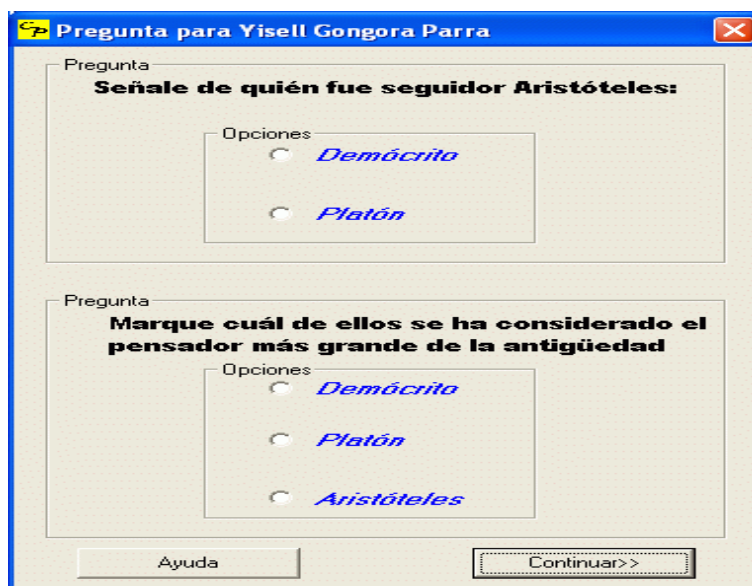 Pregunta para Yisell Gongora Parra
Pregunta
Señale de quién fue seguidor Aristóteles:
Opciones
Demócrito
Platón
Pregunta
Marque cuál de ellos se ha considerado el
pensador más grande de la antigüedad
Opciones
Demócrito
Platón
Aristóteles
Ayuda
Continuar>>